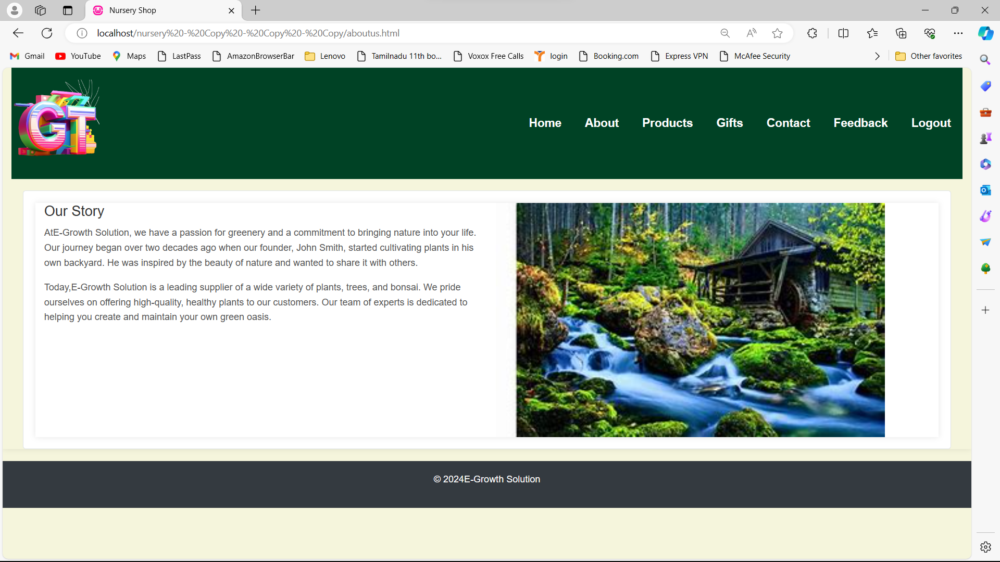 Nursery Shop
localhost/nursery%20-%20Copy%20-%20Copy%20-%20Copy/aboutus.html
Gmail YouTube Maps LastPass AmazonBrowserBar Lenovo Tamilnadu 11th bo... Voxox Free Calls login Booking.com Express VPN McAfee Security Other favorites
GT
Home About Products Gifts Contact Feedback Logout
Our Story
AtE-Growth Solution, we have a passion for greenery and a commitment to bringing nature into your life.
Our journey began over two decades ago when our founder, John Smith, started cultivating plants in his
own backyard. He was inspired by the beauty of nature and wanted to share it with others.
Today,E-Growth Solution is a leading supplier of a wide variety of plants, trees, and bonsai. We pride
ourselves on offering high-quality, healthy plants to our customers. Our team of experts is dedicated to
helping you create and maintain your own green oasis.
© 2024E-Growth Solution